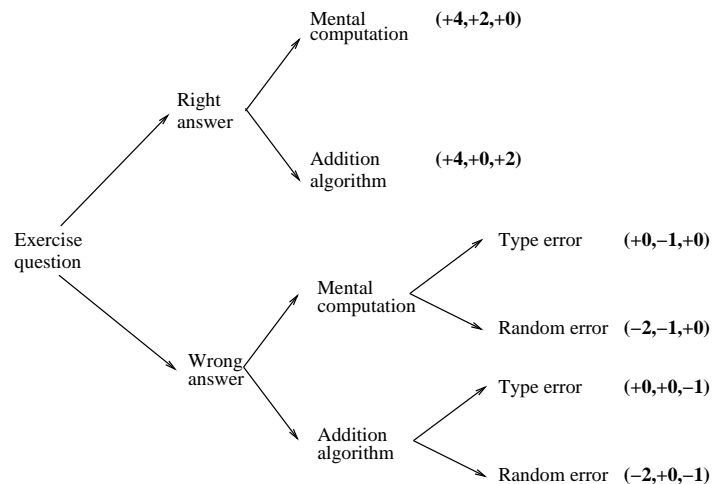 Mental
computation (+4,+2,+0)
Right
answer
Addition
algorithm (+4,+0,+2)
Exercise
question
Type error (+0,−1,+0)
Mental
computation
Random error (−2,−1,+0)
Wrong
answer
Type error (+0,+0,−1)
Addition
algorithm
Random error (−2,+0,−1)